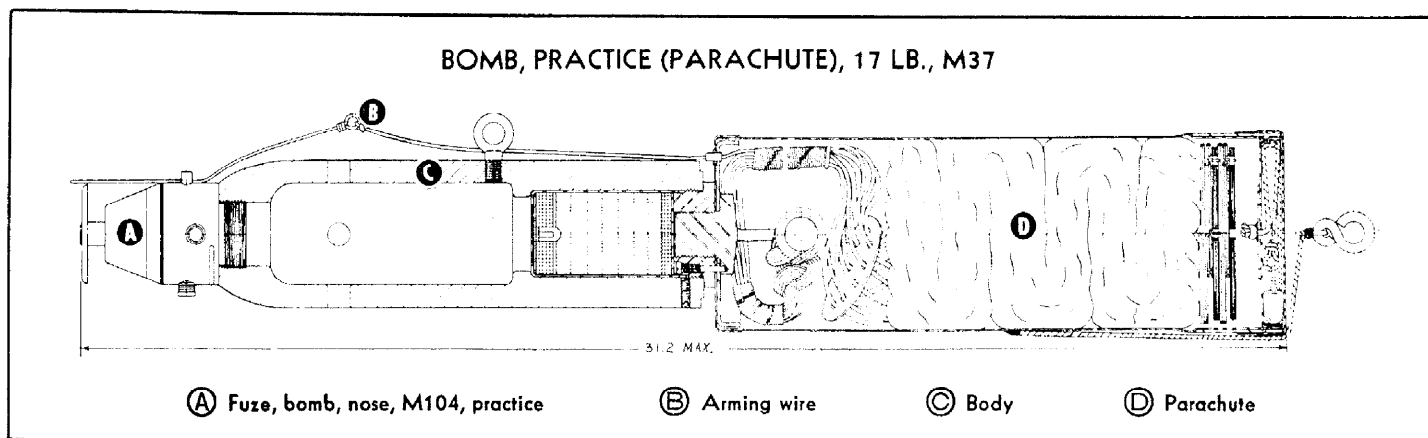 BOMB, PRACTICE (PARACHUTE), 17 LB., M37
B
C
A
D
31.2 MAX.
A Fuze, bomb, nose, M104, practice B Arming wire C Body D Parachute